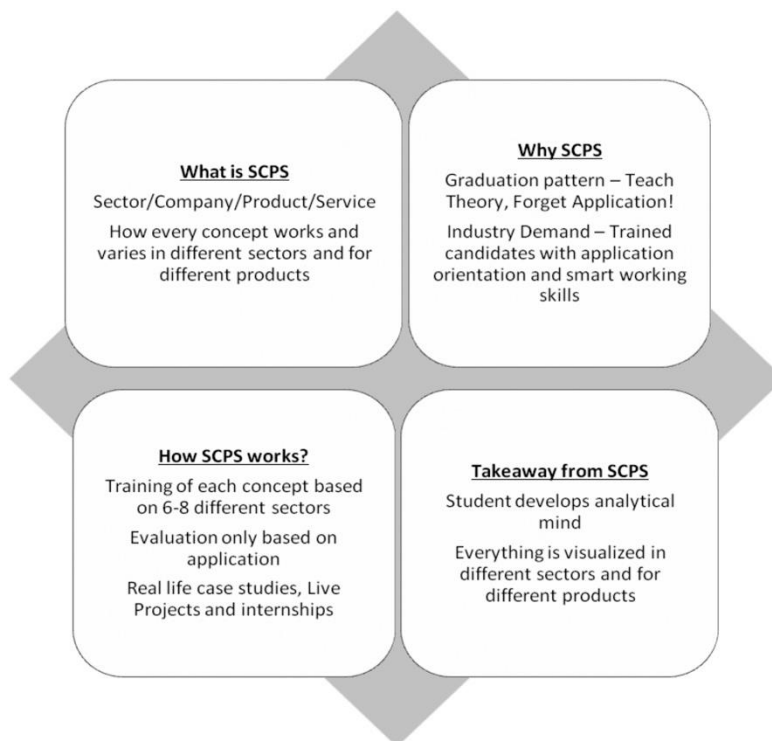 What is SCPS
Sector/Company/Product/Service
How every concept works and
varies in different sectors and for
different products
Why SCPS
Graduation pattern – Teach
Theory, Forget Application!
Industry Demand – Trained
candidates with application
orientation and smart working
skills
How SCPS works?
Training of each concept based
on 6-8 different sectors
Evaluation only based on
application
Real life case studies, Live
Projects and internships
Takeaway from SCPS
Student develops analytical
mind
Everything is visualized in
different sectors and for
different products